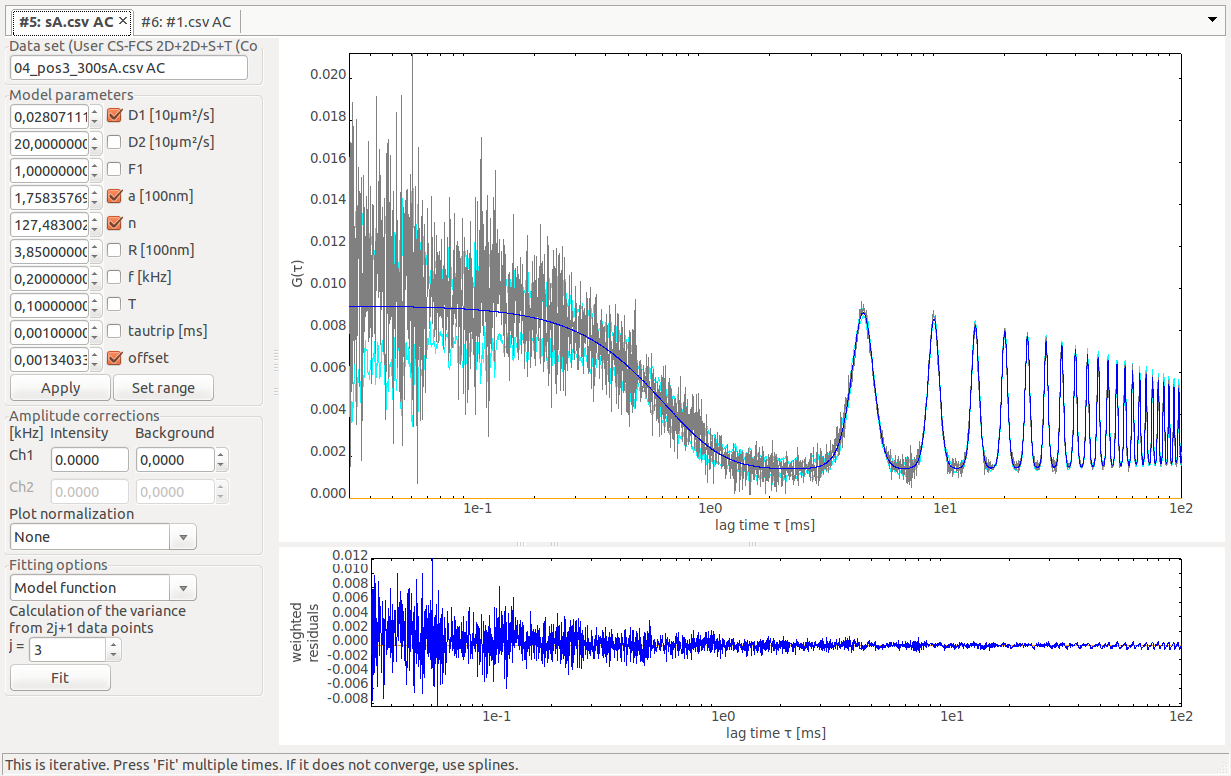 #5: sA.csv AC
#6: #1.csv AC
Data set (User CS-FCS 2D+2D+S+T (Co
04_pos3_300sA.csv AC
Model parameters
0,02807111 D1 [10µm²/s]
20,0000000 D2 [10µm²/s]
1,00000000 F1
1,75835769 a [100nm]
127,483002 n
3,85000000 R [100nm]
0,20000000 f [kHz]
0,10000000 T
0,00100000 tautrip [ms]
0,00134033 offset
Apply Set range
Amplitude corrections
[kHz] Intensity Background
Ch1 0.0000 0,0000
Ch2 0.0000 0,0000
Plot normalization
None
Fitting options
Model function
Calculation of the variance
from 2j+1 data points
j = 3
Fit
G(τ)
0.020
0.018
0.016
0.014
0.012
0.010
0.008
0.006
0.004
0.002
0.000
1e-1 1e0 1e1 1e2
lag time τ [ms]
weighted
residuals
0.012
0.010
0.008
0.006
0.004
0.002
0.000
-0.002
-0.004
-0.006
-0.008
1e-1 1e0 1e1 1e2
lag time τ [ms]
This is iterative. Press 'Fit' multiple times. If it does not converge, use splines.